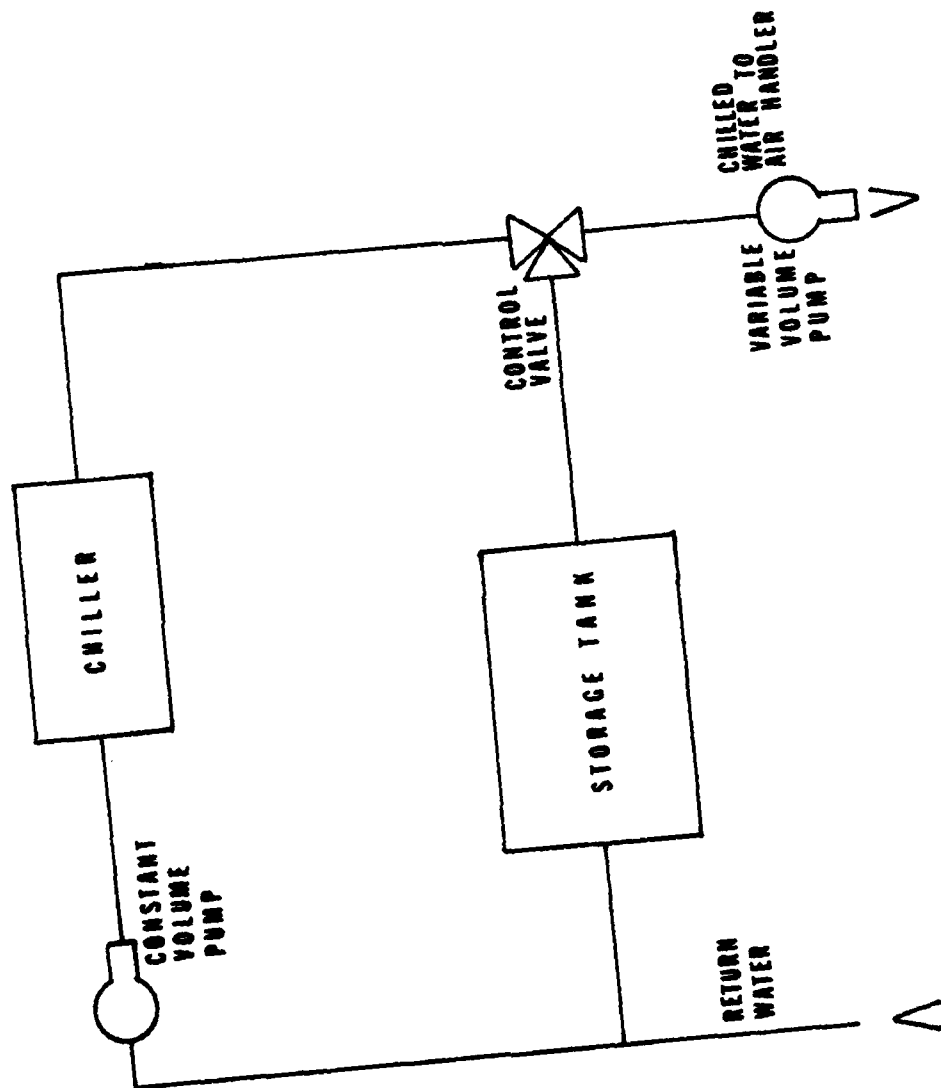 CHILLER
CONSTANT
VOLUME
PUMP
STORAGE TANK
CONTROL
VALVE
RETURN
WATER
VARIABLE
VOLUME
PUMP
CHILLED
WATER TO
AIR HANDLER